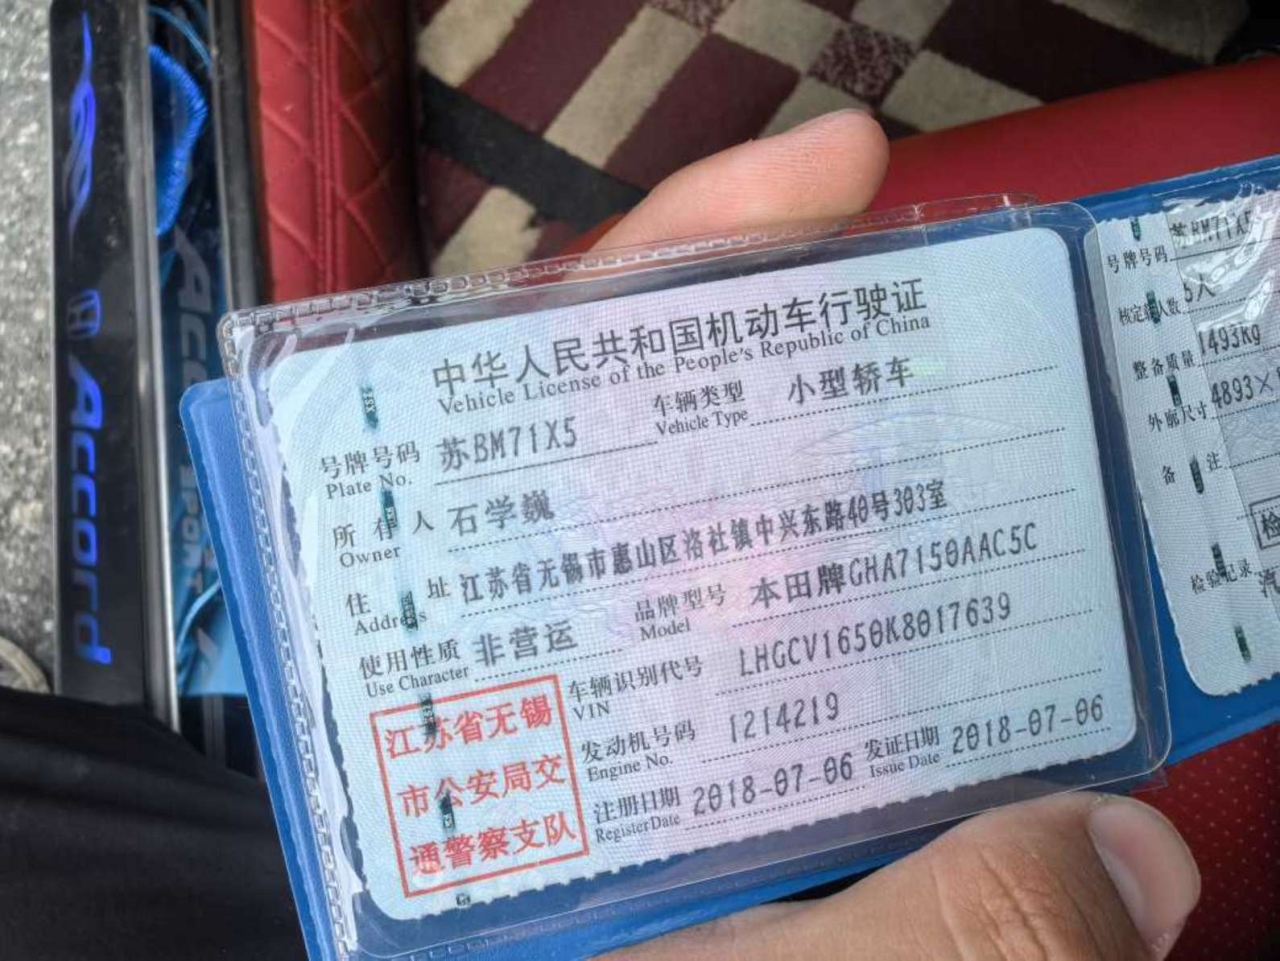 中华人民共和国机动车行驶证
Vehicle License of the People's Republic of China
号牌号码 苏BM71X5 车辆类型 小型轿车
Plate No. Vehicle Type
所有人 石学巍
Owner
住址 江苏省无锡市惠山区洛社镇中兴东路40号303室
Address
使用性质 非营运 品牌型号 本田牌GHA7150AAC5C
Use Character Model
车辆识别代号 LHGCV1650K8017639
VIN
发动机号码 1214219
Engine No.
注册日期 2018-07-06 发证日期 2018-07-06
Register Date Issue Date
江苏省无锡
市公安局交
通警察支队
号牌号码 苏BM71X5
核定载人数 5人
整备质量 1493kg
外廓尺寸 4893×
备注
检验记录
检
Accord
Accord